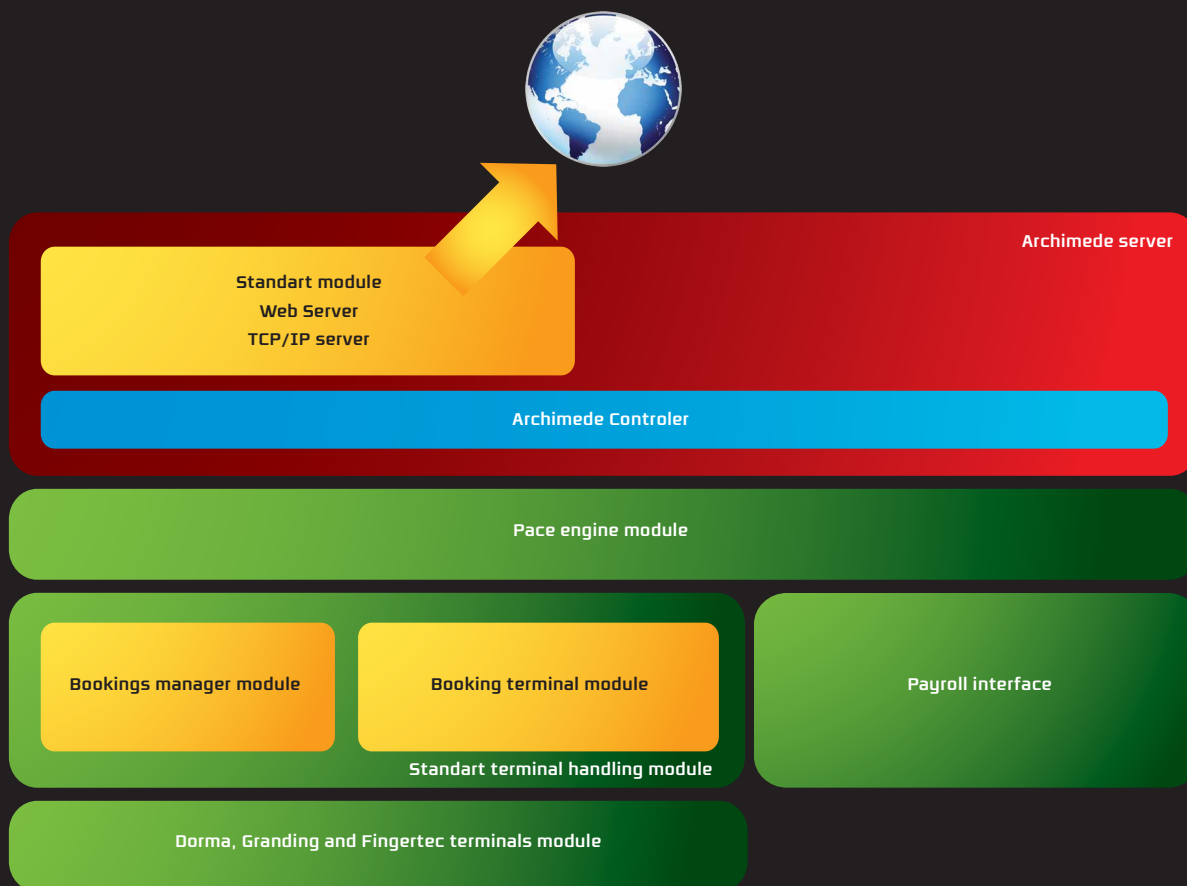 Archimede server
Standart module
Web Server
TCP/IP server
Archimede Controler
Pace engine module
Bookings manager module
Booking terminal module
Payroll interface
Standart terminal handling module
Dorma, Granding and Fingertec terminals module